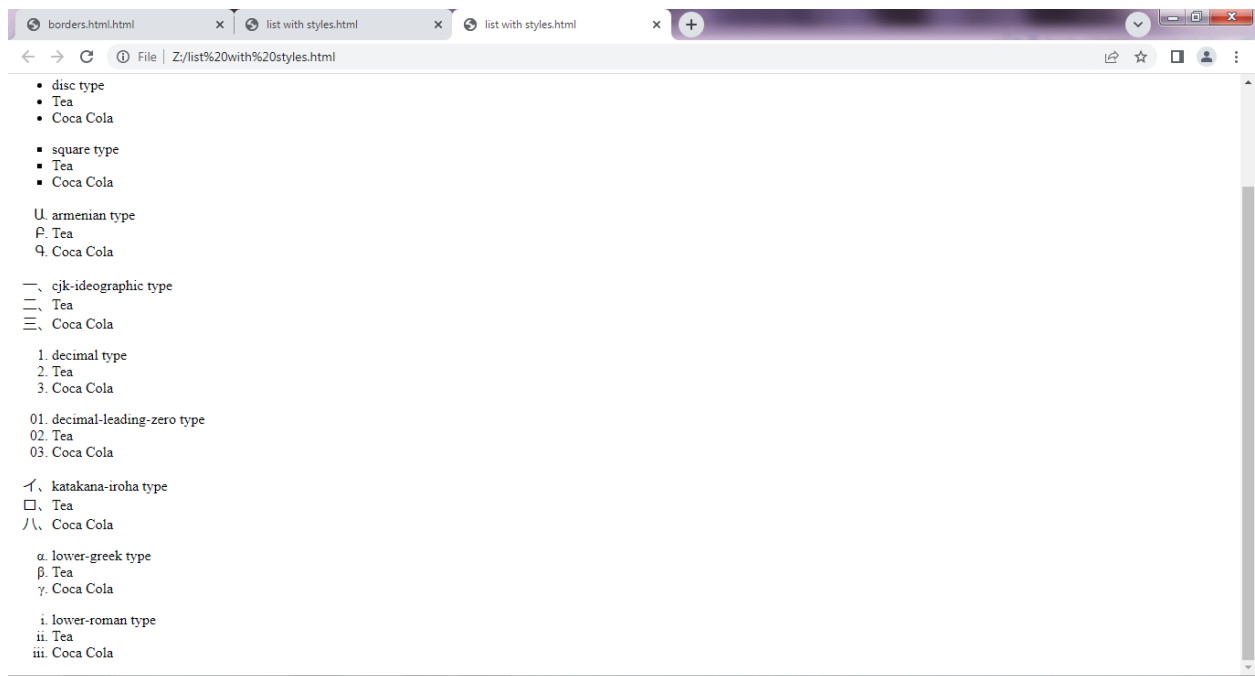 borders.html.html
list with styles.html
list with styles.html
File | Z:/list%20with%20styles.html
• disc type
• Tea
• Coca Cola
▪ square type
▪ Tea
▪ Coca Cola
Ա. armenian type
Բ. Tea
Գ. Coca Cola
一、 cjk-ideographic type
二、 Tea
三、 Coca Cola
1. decimal type
2. Tea
3. Coca Cola
01. decimal-leading-zero type
02. Tea
03. Coca Cola
イ、 katakana-iroha type
ロ、 Tea
ハ、 Coca Cola
α. lower-greek type
β. Tea
γ. Coca Cola
i. lower-roman type
ii. Tea
iii. Coca Cola